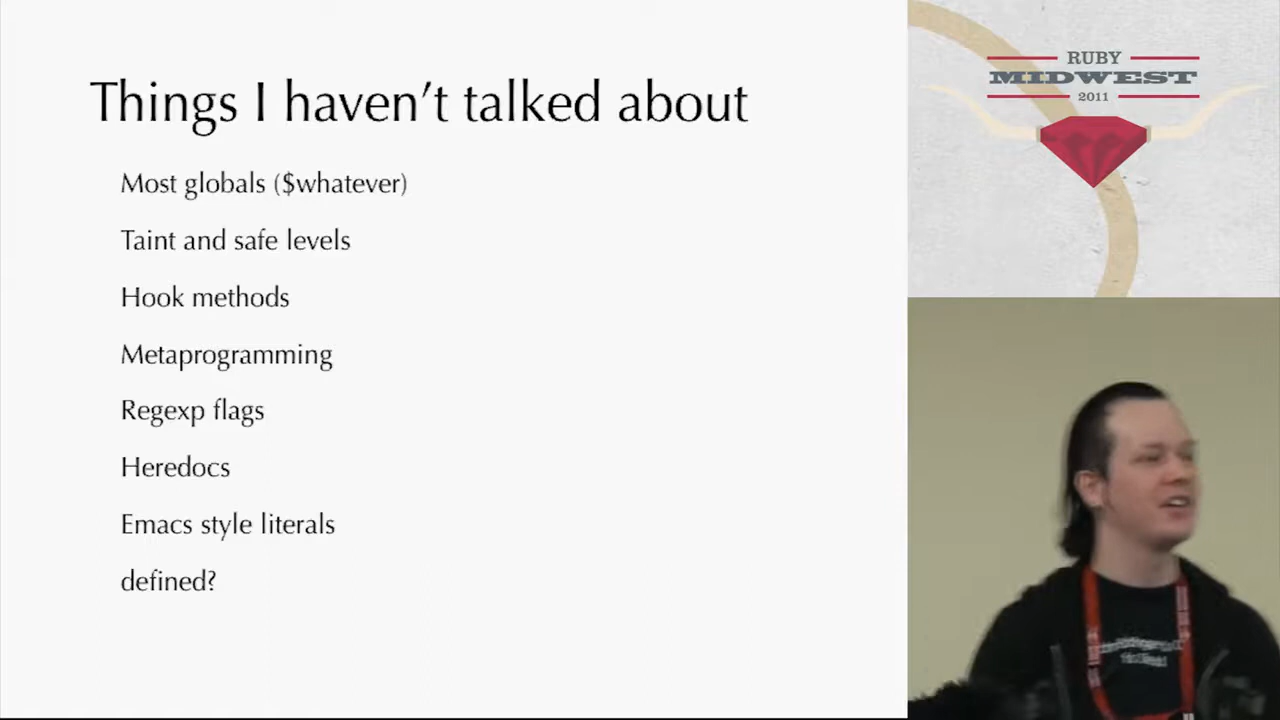 Things I haven't talked about
Most globals ($whatever)
Taint and safe levels
Hook methods
Metaprogramming
Regexp flags
Heredocs
Emacs style literals
defined?
RUBY
MIDWEST
2011